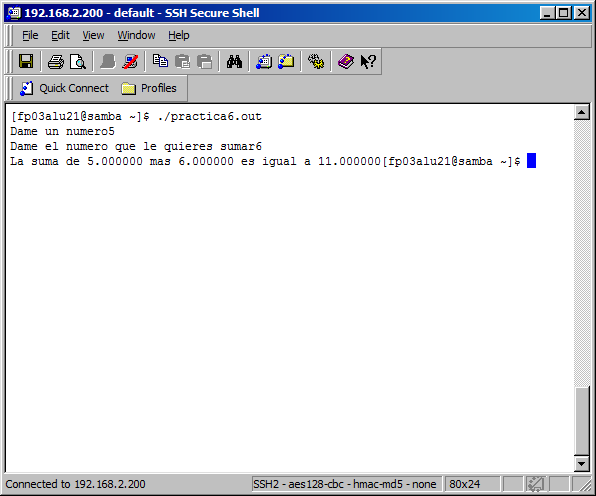 192.168.2.200 - default - SSH Secure Shell
File Edit View Window Help
Quick Connect Profiles
[fp03alu21@samba ~]$ ./practica6.out
Dame un numero5
Dame el numero que le quieres sumar6
La suma de 5.000000 mas 6.000000 es igual a 11.000000[fp03alu21@samba ~]$
Connected to 192.168.2.200 SSH2 - aes128-cbc - hmac-md5 - none 80x24